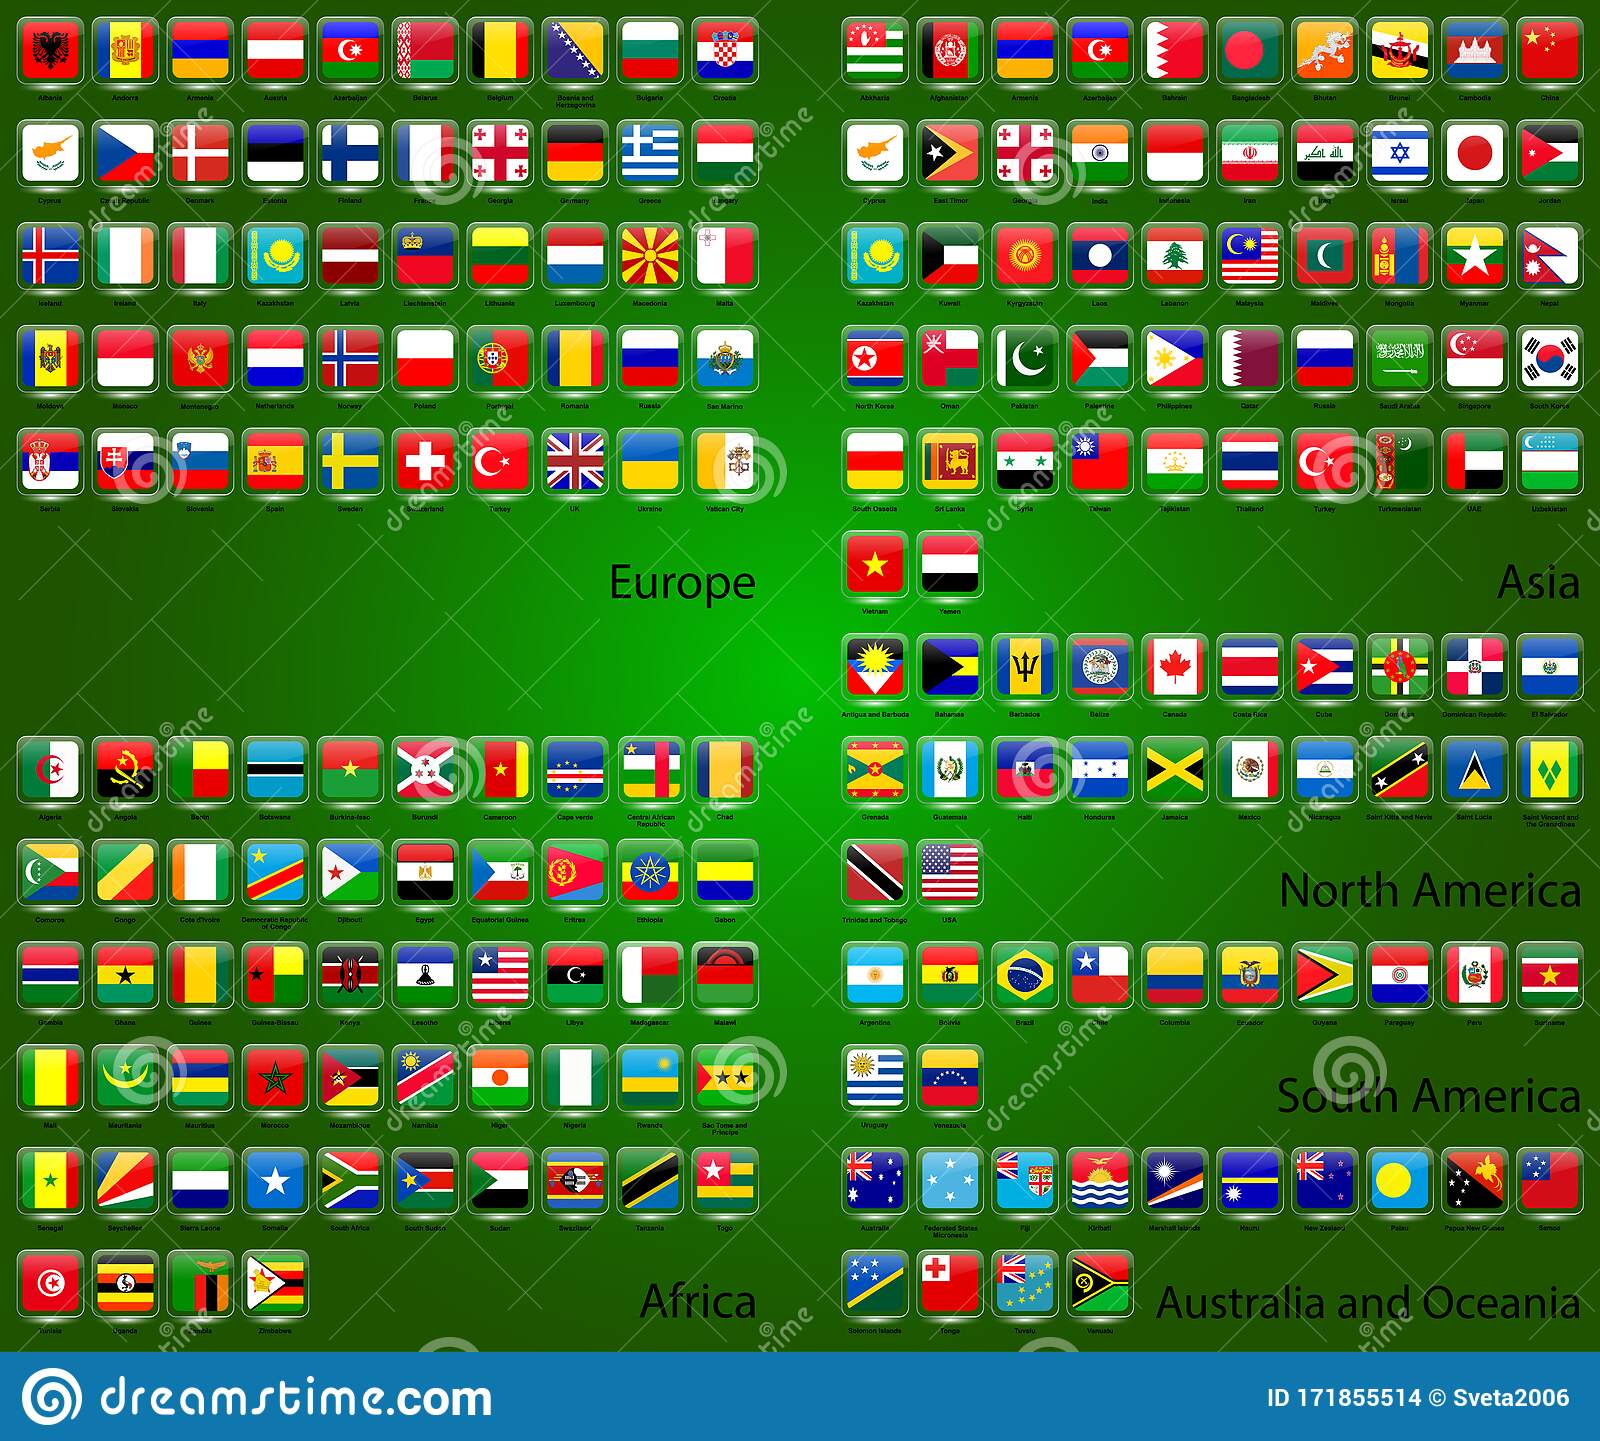 Albania Andorra Armenia Austria Azerbaijan Belarus Belgium Bosnia and Herzegovina Bulgaria Croatia
Cyprus Czech Republic Denmark Estonia Finland France Georgia Germany Greece Hungary
Iceland Ireland Italy Kazakhstan Latvia Liechtenstein Lithuania Luxembourg Macedonia Malta
Moldova Monaco Montenegro Netherlands Norway Poland Portugal Romania Russia San Marino
Serbia Slovakia Slovenia Spain Sweden Switzerland Turkey UK Ukraine Vatican City
Europe
Abkhazia Afghanistan Armenia Azerbaijan Bahrain Bangladesh Bhutan Brunei Cambodia China
Cyprus East Timor Georgia India Indonesia Iran Iraq Israel Japan Jordan
Kazakhstan Kuwait Kyrgyzstan Laos Lebanon Malaysia Maldives Mongolia Myanmar Nepal
North Korea Oman Pakistan Palestine Philippines Qatar Russia Saudi Arabia Singapore South Korea
South Ossetia Sri Lanka Syria Taiwan Tajikistan Thailand Turkey Turkmenistan UAE Uzbekistan
Vietnam Yemen
Asia
Antigua and Barbuda Bahamas Barbados Belize Canada Costa Rica Cuba Dominica Dominican Republic El Salvador
Grenada Guatemala Haiti Honduras Jamaica Mexico Nicaragua Saint Kitts and Nevis Saint Lucia Saint Vincent and the Grenadines
Trinidad and Tobogo USA
North America
Argentina Bolivia Brazil Chile Columbia Ecuador Guyana Paraguay Peru Suriname
Uruguay Venezuela
South America
Australia Federated States Micronesia Fiji Kiribati Marshall Islands Nauru New Zealand Palau Papua New Guinea Samoa
Solomon Islands Tonga Tuvalu Vanuatu
Australia and Oceania
Algeria Angola Benin Botswana Burkina-faso Burundi Cameroon Cape verde Central African Republic Chad
Comoros Congo Cote d'Ivoire Democratic Republic of Congo Djibouti Egypt Equatorial Guinea Eritrea Ethiopia Gabon
Gambia Ghana Guinea Guinea-Bissau Kenya Lesotho Liberia Libya Madagascar Malawi
Mali Mauritania Mauritius Morocco Mozambique Namibia Niger Nigeria Rwanda Sao Tome and Principe
Senegal Seychelles Sierra Leone Somalia South Africa South Sudan Sudan Swaziland Tanzania Togo
Tunisia Uganda Zambia Zimbabwe
Africa
dreamstime.com
ID 171855514 © Sveta2006